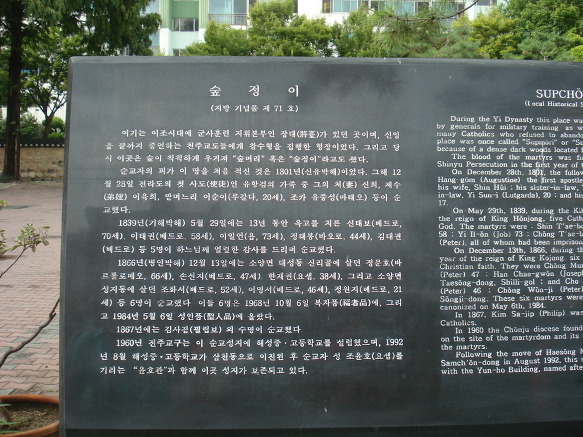 숲 정 이
(지방 기념물 제 71 호)
여기는 이조시대에 군사훈련 지휘본부인 장대(將臺)가 있던 곳이며, 신앙
을 끝까지 증언하는 천주교도들에게 참수형을 집행한 형장이었다. 그리고 당
시 이곳은 숲이 칙칙하게 우거져 "숲머리" 혹은 "숲정이"라고도 했다.
순교자의 피가 이 땅을 처음 적신 것은 1801년(신유박해)이었다. 그해 12
월 28일 전라도의 첫 사도(使徒)인 유항검의 가족 중 그의 처(妻) 신희, 제수
(弟嫂) 이육희, 며느리 이순이(루갈다, 20세), 조카 유중성(마태오) 등이 순
교했다.
1839년(기해박해) 5월 29일에는 13년 동안 옥고를 치른 신태보(베드로,
70세), 이태권(베드로, 58세), 이일언(욥, 73세), 정태봉(바오로, 44세), 김대권
(베드로) 등 5명이 하느님께 열렬한 감사를 드리며 순교했다.
1866년(병인박해) 12월 13일에는 소양면 대성동 신리골에 살던 정문호(바
르톨로메오, 66세), 손선지(베드로, 47세) 한재권(요셉, 38세), 그리고 소양면
성지동에 살던 조화서(베드로, 52세), 이명서(베드로, 46세), 정원지(베드로, 21
세) 등 6명이 순교했다 이들 6명은 1968년 10월 6일 복자품(福者品)에, 그리
고 1984년 5월 6일 성인품(聖人品)에 올랐다.
1867년에는 김사집(필립보) 외 수명이 순교했다
1960년 전주교구는 이 순교성지에 해성중·고등학교를 설립했으며, 1992
년 8월 해성중·고등학교가 삼천동으로 이전된 후 순교자 성 조윤호(요셉)를
기리는 "윤호관"과 함께 이곳 성지가 보존되고 있다.
SUPCHŎ
(Local Historical S
During the Yi Dynasty this place wa
by generals for military training as w
many Catholics who refused to abando
place was once called "Supŏri" or "Su
because of a dense dark woods located
The blood of the martyrs was fi
Shinyu Persecution in the first year of
On December 28th, 1801, the follow
Hang-gŏm (Augustine) the first apostle
his wife, Shin Hŭi ; his sister-in-law,
in-law, Yi Sun-i (Lutgarda), 20 ; and his
17.
On May 29th, 1839, during the Ki
the reign of King Hŏnjong, five Cath
God. The martyrs were : Shin T'ae-bo
58 : Yi Il-ŏn (Job) 73 ; Chŏng T'ae-b
(Peter), all of whom had been imprison
On December 13th, 1866, during th
year of the reign of King Kojong six
Christian faith. They were Chŏng Mu
(Peter) 47 : Han Chae-gwŏn (Joseph
Taesŏng-dong, Shilli-gol ; and Cho
(Peter) 46 ; Chŏng Wŏn-ji (Peter)
Sŏngji-dong. These six martyrs were
canonized on May 6th, 1984.
In 1867, Kim Sa-jip (Philip) was
Catholics.
In 1960 the Chŏnju diocese found
on the site of the martyrdom and its
the martyrs.
Following the move of Haesŏng M
Samch'ŏn-dong in August 1992, this s
with the Yun-ho Building, named afte